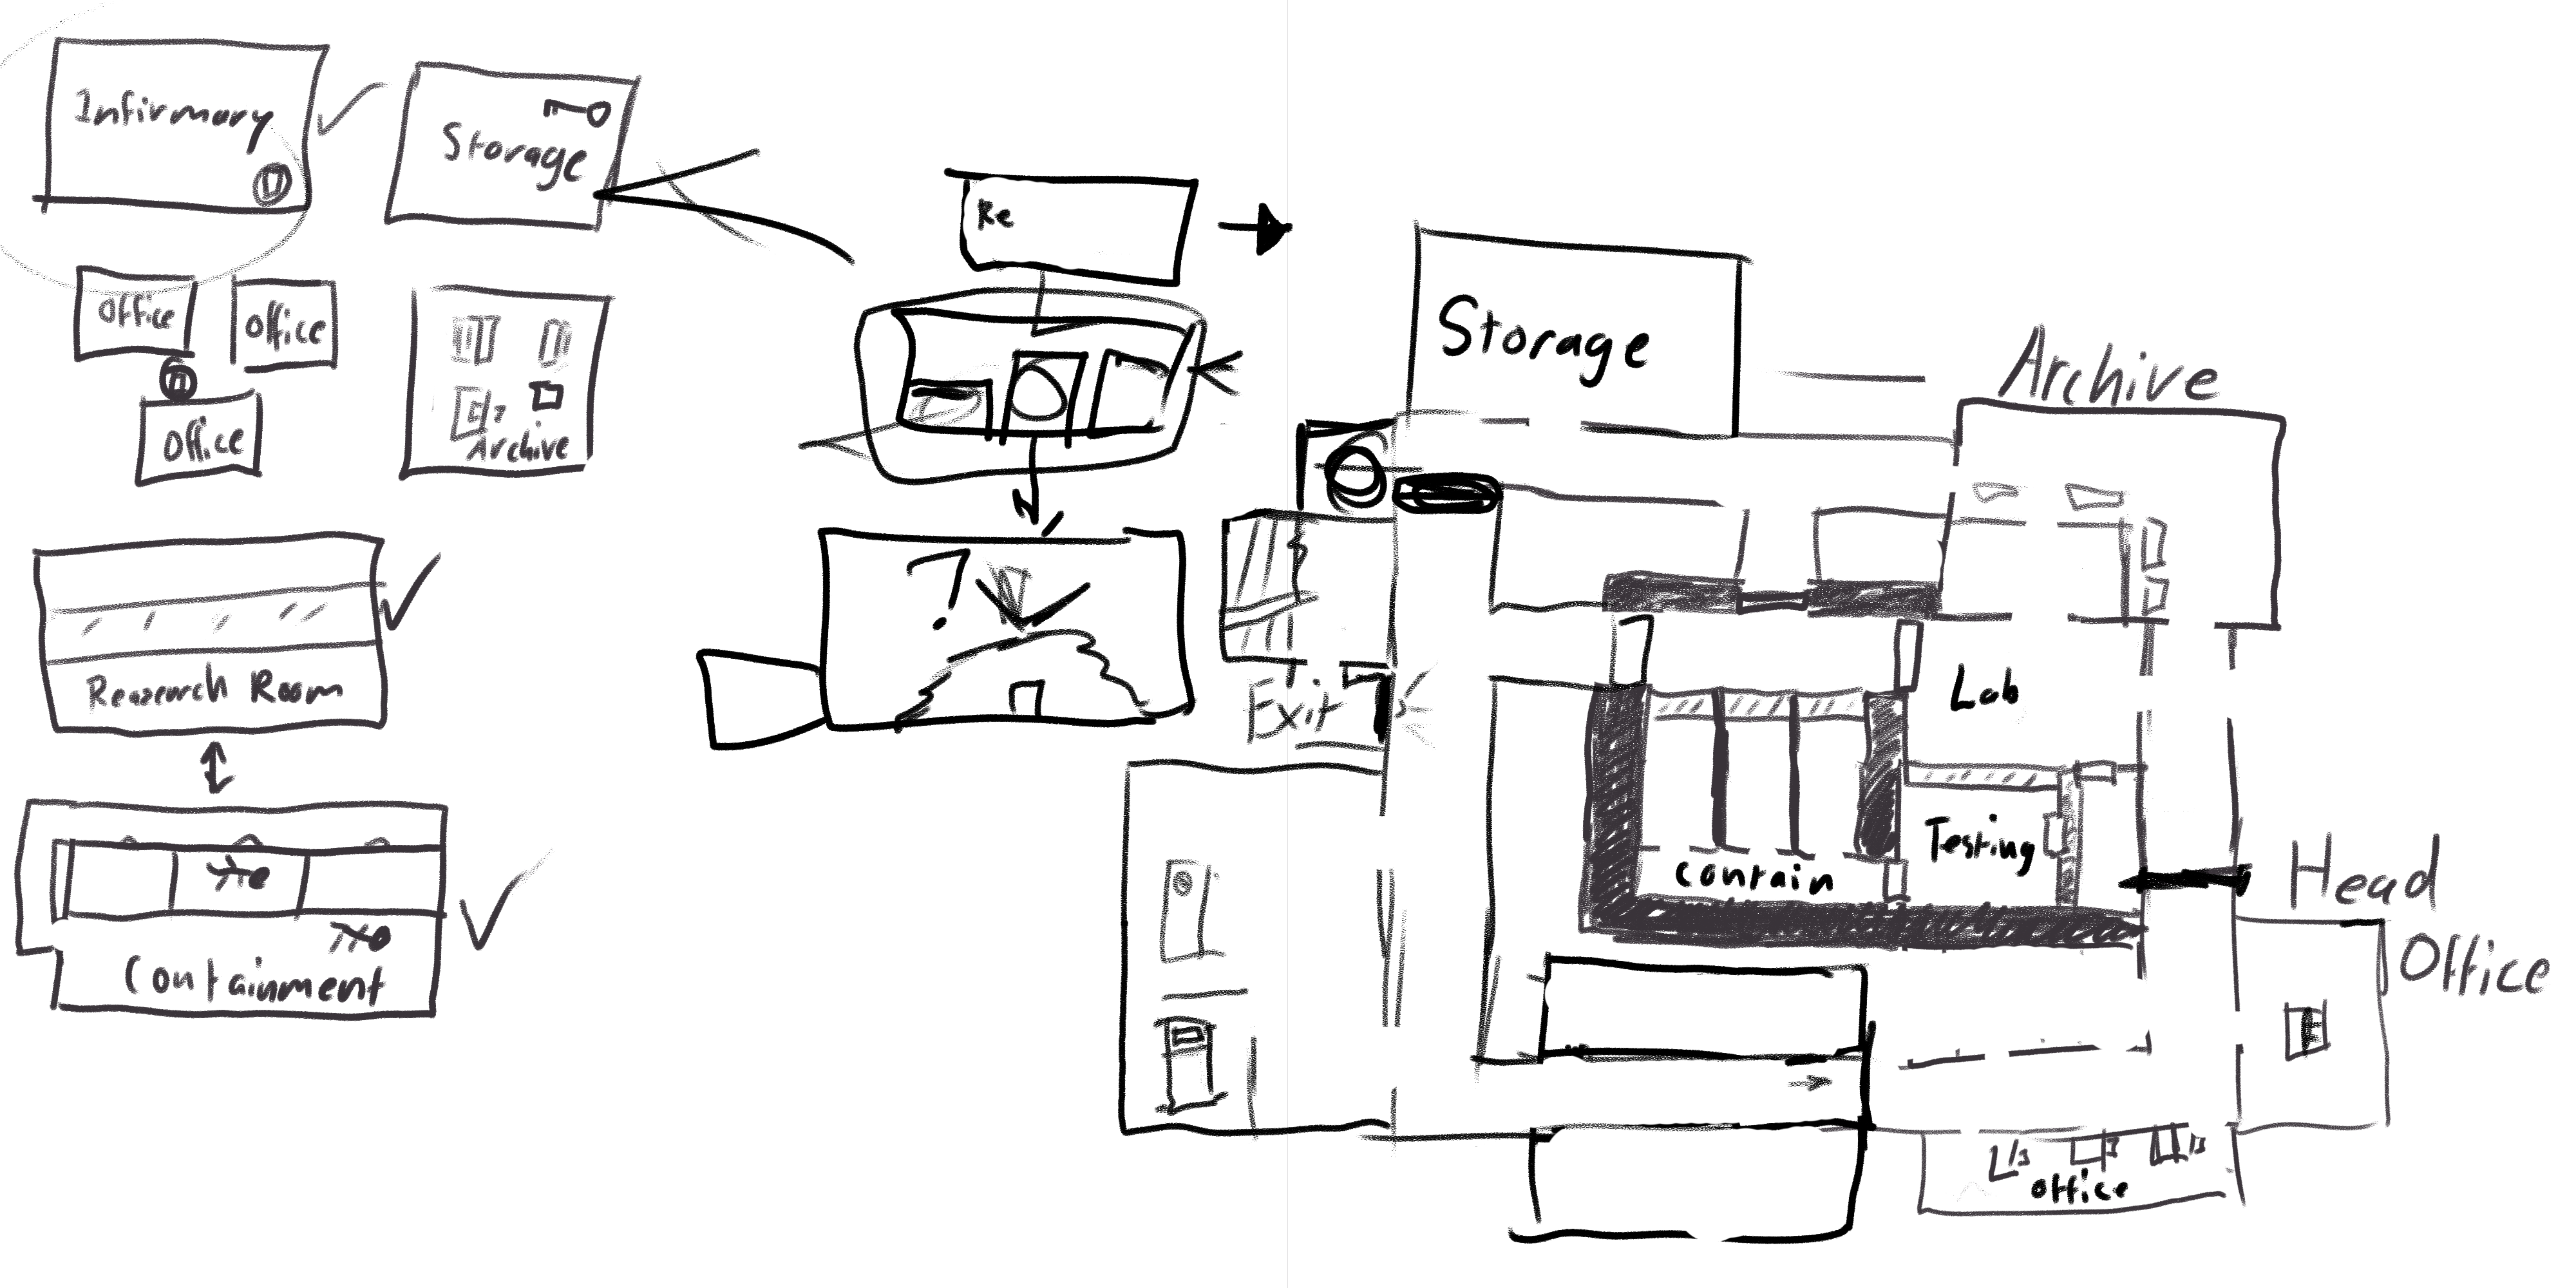 Infirmary
Storage
Office
Office
Office
Archive
Research Room
Containment
Re
?
Storage
Archive
Exit
Lab
Testing
contain
Head
Office
office